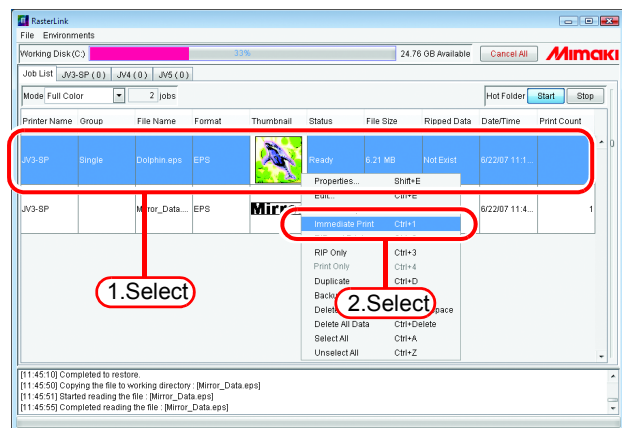 RasterLink
File Environments
Working Disk(C:) 33% 24.76 GB Available Cancel All Mimaki
Job List JV3-SP ( 0 ) JV4 ( 0 ) JV5 ( 0 )
Mode Full Color 2 jobs Hot Folder Start Stop
Printer Name Group File Name Format Thumbnail Status File Size Ripped Data Date/Time Print Count
0
JV3-SP Single Dolphin.eps EPS Ready 6.21 MB Not Exist 6/22/07 11:1...
Properties... Shift+E
Edit... Ctrl+E
JV3-SP Mirror_Data.... EPS 6/22/07 11:4... 1
Immediate Print Ctrl+1
RIP Only Ctrl+3
Print Only Ctrl+4
Duplicate Ctrl+D
1.Select
2.Select
Delete
Delete All Data Ctrl+Delete
Select All Ctrl+A
Unselect All Ctrl+Z
[11:45:10] Completed to restore.
[11:45:50] Copying the file to working directory : [Mirror_Data.eps]
[11:45:51] Started reading the file : [Mirror_Data.eps]
[11:45:55] Completed reading the file : [Mirror_Data.eps]